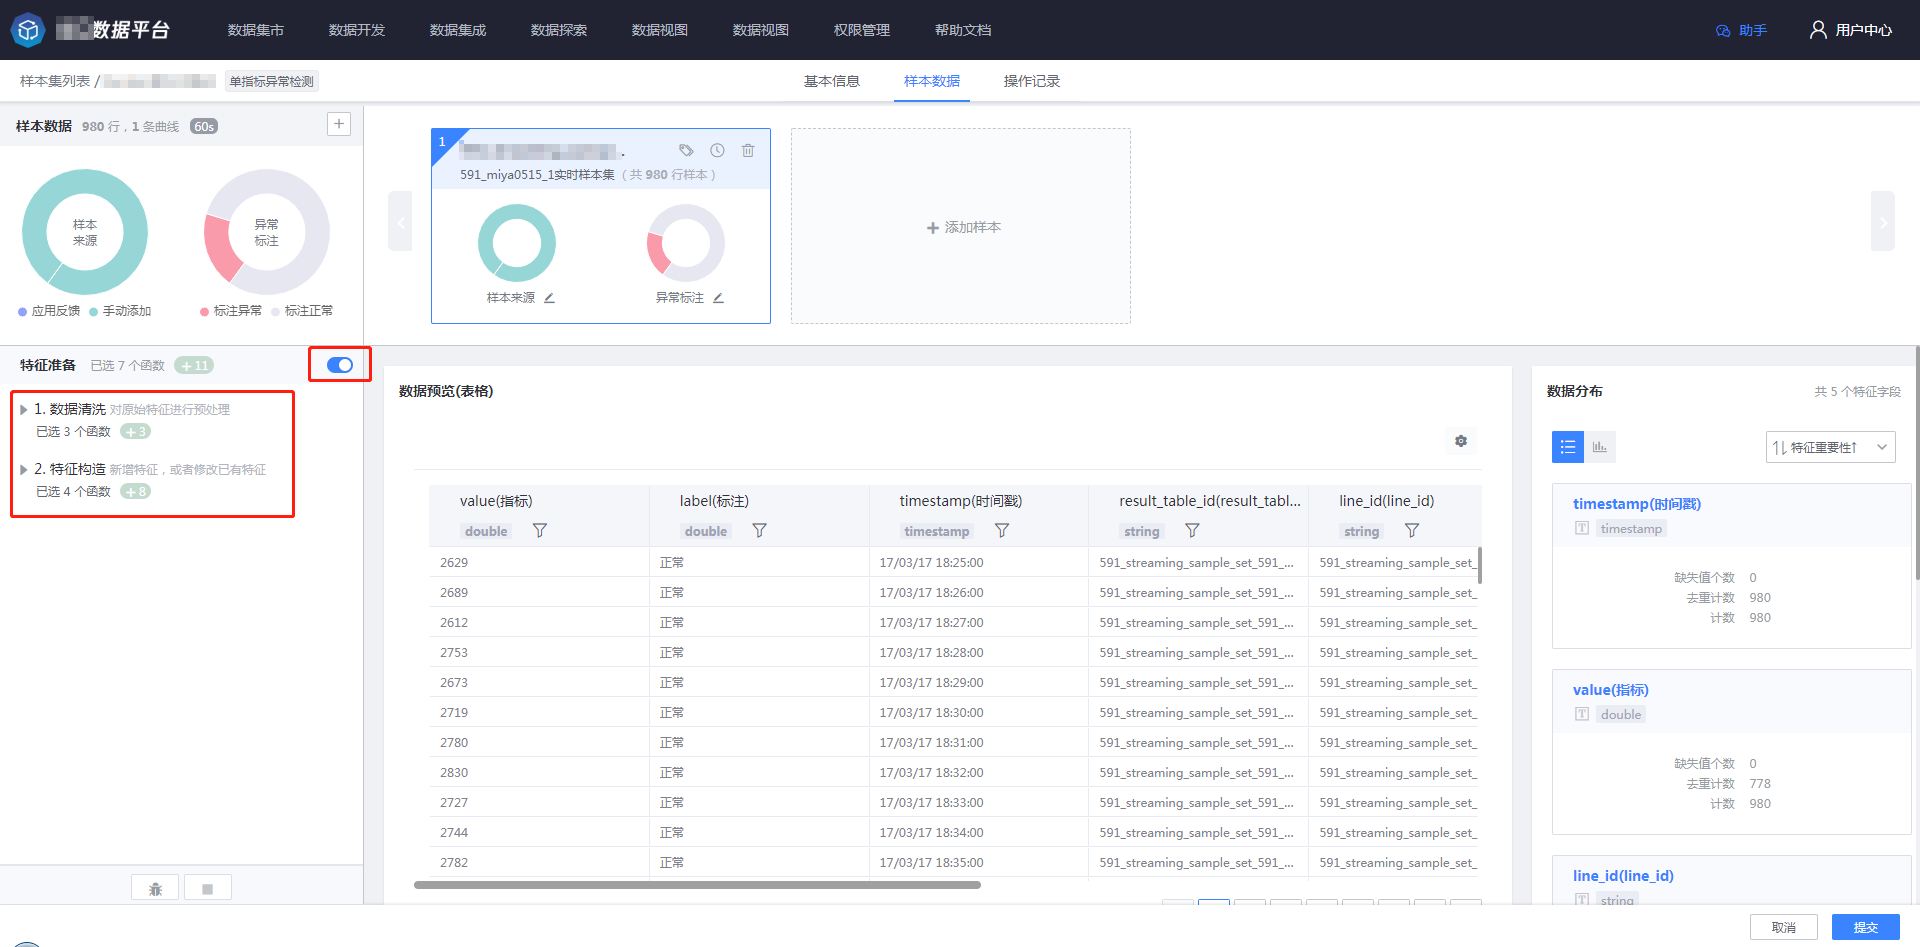 数据平台
数据集市 数据开发 数据集成 数据探索 数据视图 数据视图 权限管理 帮助文档
助手 用户中心
样本集列表 /
单指标异常检测
基本信息 样本数据 操作记录
样本数据 980 行，1 条曲线 60s
+
样本
来源
异常
标注
应用反馈 手动添加
标注异常 标注正常
1
.
591_miya0515_1实时样本集 （ 共 980 行样本 ）
样本来源
异常标注
+ 添加样本
特征准备 已选 7 个函数 +11
1. 数据清洗 对原始特征进行预处理
已选 3 个函数 +3
2. 特征构造 新增特征，或者修改已有特征
已选 4 个函数 +8
数据预览(表格)
value(指标) label(标注) timestamp(时间戳) result_table_id(result_tabl... line_id(line_id)
double double timestamp string string
2629 正常 17/03/17 18:25:00 591_streaming_sample_set_591_... 591_streaming_sample_set_
2689 正常 17/03/17 18:26:00 591_streaming_sample_set_591_... 591_streaming_sample_set_
2612 正常 17/03/17 18:27:00 591_streaming_sample_set_591_... 591_streaming_sample_set_
2753 正常 17/03/17 18:28:00 591_streaming_sample_set_591_... 591_streaming_sample_set_
2673 正常 17/03/17 18:29:00 591_streaming_sample_set_591_... 591_streaming_sample_set_
2719 正常 17/03/17 18:30:00 591_streaming_sample_set_591_... 591_streaming_sample_set_
2780 正常 17/03/17 18:31:00 591_streaming_sample_set_591_... 591_streaming_sample_set_
2830 正常 17/03/17 18:32:00 591_streaming_sample_set_591_... 591_streaming_sample_set_
2727 正常 17/03/17 18:33:00 591_streaming_sample_set_591_... 591_streaming_sample_set_
2744 正常 17/03/17 18:34:00 591_streaming_sample_set_591_... 591_streaming_sample_set_
2782 正常 17/03/17 18:35:00 591_streaming_sample_set_591_... 591_streaming_sample_set_
数据分布 共 5 个特征字段
特征重要性↑
timestamp(时间戳)
T timestamp
缺失值个数 0
去重计数 980
计数 980
value(指标)
T double
缺失值个数 0
去重计数 778
计数 980
line_id(line_id)
T string
取消 提交